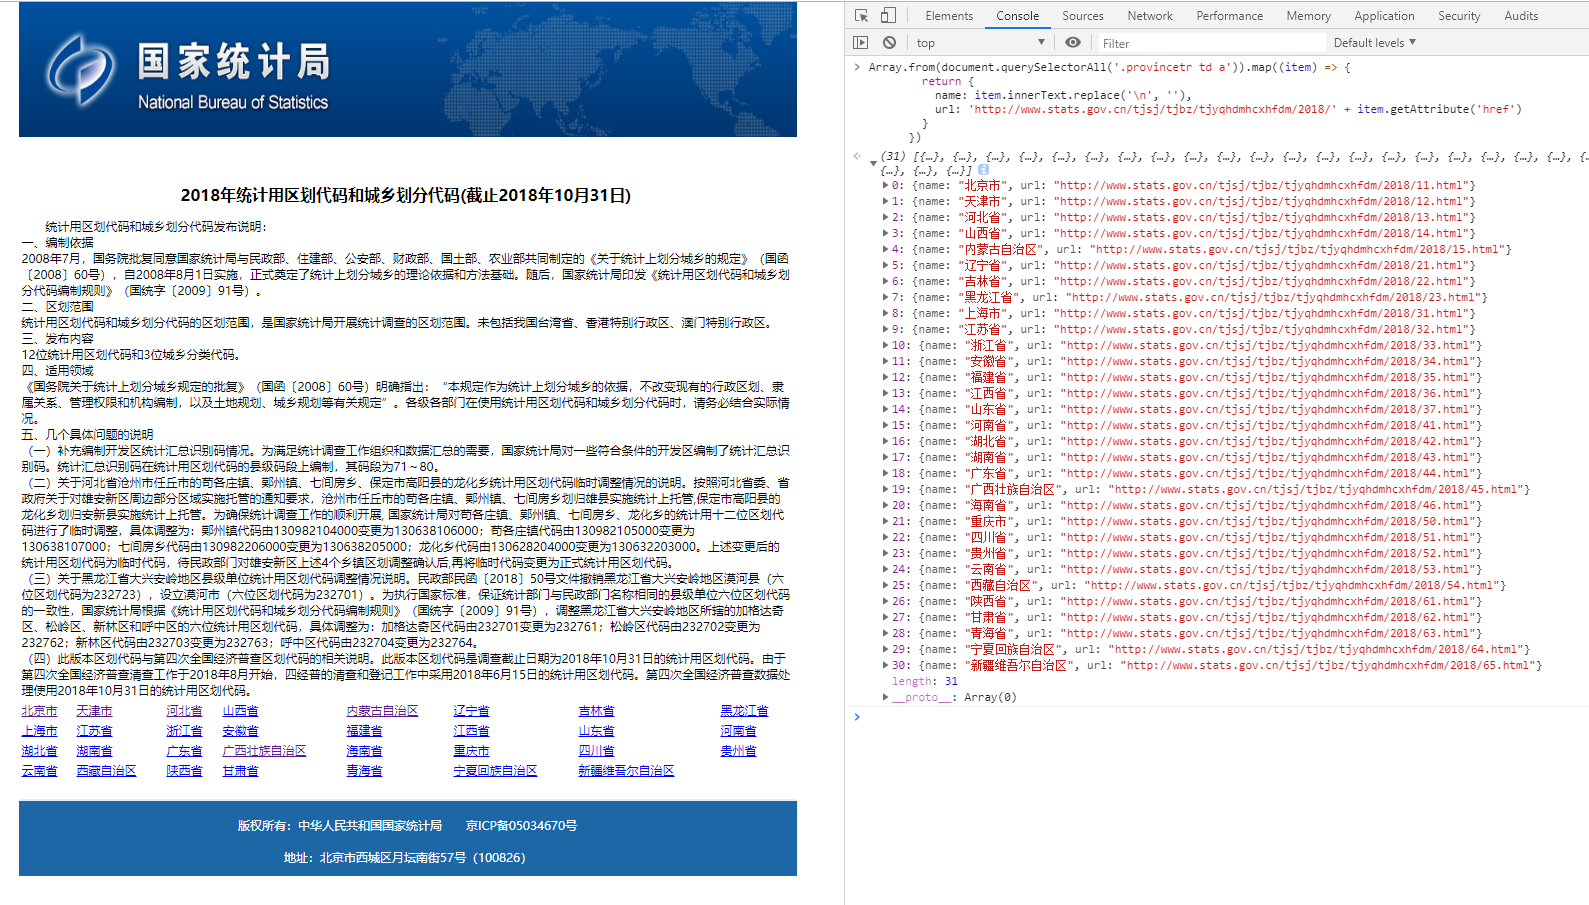 国家统计局
National Bureau of Statistics
2018年统计用区划代码和城乡划分代码(截止2018年10月31日)
统计用区划代码和城乡划分代码发布说明：
一、编制依据
2008年7月，国务院批复同意国家统计局与民政部、住建部、公安部、财政部、国土部、农业部共同制定的《关于统计上划分城乡的规定》（国函
〔2008〕60号），自2008年8月1日实施，正式奠定了统计上划分城乡的理论依据和方法基础。随后，国家统计局印发《统计用区划代码和城乡划
分代码编制规则》（国统字〔2009〕91号）。
二、区划范围
统计用区划代码和城乡划分代码的区划范围，是国家统计局开展统计调查的区划范围。未包括我国台湾省、香港特别行政区、澳门特别行政区。
三、发布内容
12位统计用区划代码和3位城乡分类代码。
四、适用领域
《国务院关于统计上划分城乡规定的批复》（国函〔2008〕60号）明确指出：“本规定作为统计上划分城乡的依据，不改变现有的行政区划、隶
属关系、管理权限和机构编制，以及土地规划、城乡规划等有关规定”。各级各部门在使用统计用区划代码和城乡划分代码时，请务必结合实际情
况。
五、几个具体问题的说明
（一）补充编制开发区统计汇总识别码情况。为满足统计调查工作组织和数据汇总的需要，国家统计局对一些符合条件的开发区编制了统计汇总识
别码。统计汇总识别码在统计用区划代码的县级码段上编制，其码段为71～80。
（二）关于河北省沧州市任丘市的苟各庄镇、鄚州镇、七间房乡、保定市高阳县的龙化乡统计用区划代码临时调整情况的说明。按照河北省委、省
政府关于对雄安新区周边部分区域实施托管的通知要求，沧州市任丘市的苟各庄镇、鄚州镇、七间房乡划归雄县实施统计上托管,保定市高阳县的
龙化乡划归安新县实施统计上托管。为确保统计调查工作的顺利开展, 国家统计局对苟各庄镇、鄚州镇、七间房乡、龙化乡的统计用十二位区划代
码进行了临时调整，具体调整为：鄚州镇代码由130982104000变更为130638106000；苟各庄镇代码由130982105000变更为
130638107000；七间房乡代码由130982206000变更为130638205000；龙化乡代码由130628204000变更为130632203000。上述变更后的
统计用区划代码为临时代码，待民政部门对雄安新区上述4个乡镇区划调整确认后,再将临时代码变更为正式统计用区划代码。
（三）关于黑龙江省大兴安岭地区县级单位统计用区划代码调整情况说明。民政部民函〔2018〕50号文件撤销黑龙江省大兴安岭地区漠河县（六
位区划代码为232723），设立漠河市（六位区划代码为232701）。为执行国家标准，保证统计部门与民政部门名称相同的县级单位六位区划代码
的一致性，国家统计局根据《统计用区划代码和城乡划分代码编制规则》（国统字〔2009〕91号），调整黑龙江省大兴安岭地区所辖的加格达奇
区、松岭区、新林区和呼中区的六位统计用区划代码，具体调整为：加格达奇区代码由232701变更为232761；松岭区代码由232702变更为
232762；新林区代码由232703变更为232763；呼中区代码由232704变更为232764。
（四）此版本区划代码与第四次全国经济普查区划代码的相关说明。此版本区划代码是调查截止日期为2018年10月31日的统计用区划代码。由于
第四次全国经济普查清查工作于2018年8月开始，四经普的清查和登记工作中采用2018年6月15日的统计用区划代码。第四次全国经济普查数据处
理使用2018年10月31日的统计用区划代码。
北京市 天津市 河北省 山西省 内蒙古自治区 辽宁省 吉林省 黑龙江省
上海市 江苏省 浙江省 安徽省 福建省 江西省 山东省 河南省
湖北省 湖南省 广东省 广西壮族自治区 海南省 重庆市 四川省 贵州省
云南省 西藏自治区 陕西省 甘肃省 青海省 宁夏回族自治区 新疆维吾尔自治区
版权所有：中华人民共和国国家统计局 京ICP备05034670号
地址：北京市西城区月坛南街57号（100826）
Elements Console Sources Network Performance Memory Application Security Audits
top Filter Default levels
Array.from(document.querySelectorAll('.provincetr td a')).map((item) => {
return {
name: item.innerText.replace('\n', ''),
url: 'http://www.stats.gov.cn/tjsj/tjbz/tjyqhdmhcxhfdm/2018/' + item.getAttribute('href')
}
})
(31) [{…}, {…}, {…}, {…}, {…}, {…}, {…}, {…}, {…}, {…}, {…}, {…}, {…}, {…}, {…}, {…}, {…}, {…}, {…}, {…}, {…
{…}, {…}, {…}]
0: {name: "北京市", url: "http://www.stats.gov.cn/tjsj/tjbz/tjyqhdmhcxhfdm/2018/11.html"}
1: {name: "天津市", url: "http://www.stats.gov.cn/tjsj/tjbz/tjyqhdmhcxhfdm/2018/12.html"}
2: {name: "河北省", url: "http://www.stats.gov.cn/tjsj/tjbz/tjyqhdmhcxhfdm/2018/13.html"}
3: {name: "山西省", url: "http://www.stats.gov.cn/tjsj/tjbz/tjyqhdmhcxhfdm/2018/14.html"}
4: {name: "内蒙古自治区", url: "http://www.stats.gov.cn/tjsj/tjbz/tjyqhdmhcxhfdm/2018/15.html"}
5: {name: "辽宁省", url: "http://www.stats.gov.cn/tjsj/tjbz/tjyqhdmhcxhfdm/2018/21.html"}
6: {name: "吉林省", url: "http://www.stats.gov.cn/tjsj/tjbz/tjyqhdmhcxhfdm/2018/22.html"}
7: {name: "黑龙江省", url: "http://www.stats.gov.cn/tjsj/tjbz/tjyqhdmhcxhfdm/2018/23.html"}
8: {name: "上海市", url: "http://www.stats.gov.cn/tjsj/tjbz/tjyqhdmhcxhfdm/2018/31.html"}
9: {name: "江苏省", url: "http://www.stats.gov.cn/tjsj/tjbz/tjyqhdmhcxhfdm/2018/32.html"}
10: {name: "浙江省", url: "http://www.stats.gov.cn/tjsj/tjbz/tjyqhdmhcxhfdm/2018/33.html"}
11: {name: "安徽省", url: "http://www.stats.gov.cn/tjsj/tjbz/tjyqhdmhcxhfdm/2018/34.html"}
12: {name: "福建省", url: "http://www.stats.gov.cn/tjsj/tjbz/tjyqhdmhcxhfdm/2018/35.html"}
13: {name: "江西省", url: "http://www.stats.gov.cn/tjsj/tjbz/tjyqhdmhcxhfdm/2018/36.html"}
14: {name: "山东省", url: "http://www.stats.gov.cn/tjsj/tjbz/tjyqhdmhcxhfdm/2018/37.html"}
15: {name: "河南省", url: "http://www.stats.gov.cn/tjsj/tjbz/tjyqhdmhcxhfdm/2018/41.html"}
16: {name: "湖北省", url: "http://www.stats.gov.cn/tjsj/tjbz/tjyqhdmhcxhfdm/2018/42.html"}
17: {name: "湖南省", url: "http://www.stats.gov.cn/tjsj/tjbz/tjyqhdmhcxhfdm/2018/43.html"}
18: {name: "广东省", url: "http://www.stats.gov.cn/tjsj/tjbz/tjyqhdmhcxhfdm/2018/44.html"}
19: {name: "广西壮族自治区", url: "http://www.stats.gov.cn/tjsj/tjbz/tjyqhdmhcxhfdm/2018/45.html"}
20: {name: "海南省", url: "http://www.stats.gov.cn/tjsj/tjbz/tjyqhdmhcxhfdm/2018/46.html"}
21: {name: "重庆市", url: "http://www.stats.gov.cn/tjsj/tjbz/tjyqhdmhcxhfdm/2018/50.html"}
22: {name: "四川省", url: "http://www.stats.gov.cn/tjsj/tjbz/tjyqhdmhcxhfdm/2018/51.html"}
23: {name: "贵州省", url: "http://www.stats.gov.cn/tjsj/tjbz/tjyqhdmhcxhfdm/2018/52.html"}
24: {name: "云南省", url: "http://www.stats.gov.cn/tjsj/tjbz/tjyqhdmhcxhfdm/2018/53.html"}
25: {name: "西藏自治区", url: "http://www.stats.gov.cn/tjsj/tjbz/tjyqhdmhcxhfdm/2018/54.html"}
26: {name: "陕西省", url: "http://www.stats.gov.cn/tjsj/tjbz/tjyqhdmhcxhfdm/2018/61.html"}
27: {name: "甘肃省", url: "http://www.stats.gov.cn/tjsj/tjbz/tjyqhdmhcxhfdm/2018/62.html"}
28: {name: "青海省", url: "http://www.stats.gov.cn/tjsj/tjbz/tjyqhdmhcxhfdm/2018/63.html"}
29: {name: "宁夏回族自治区", url: "http://www.stats.gov.cn/tjsj/tjbz/tjyqhdmhcxhfdm/2018/64.html"}
30: {name: "新疆维吾尔自治区", url: "http://www.stats.gov.cn/tjsj/tjbz/tjyqhdmhcxhfdm/2018/65.html"}
length: 31
__proto__: Array(0)